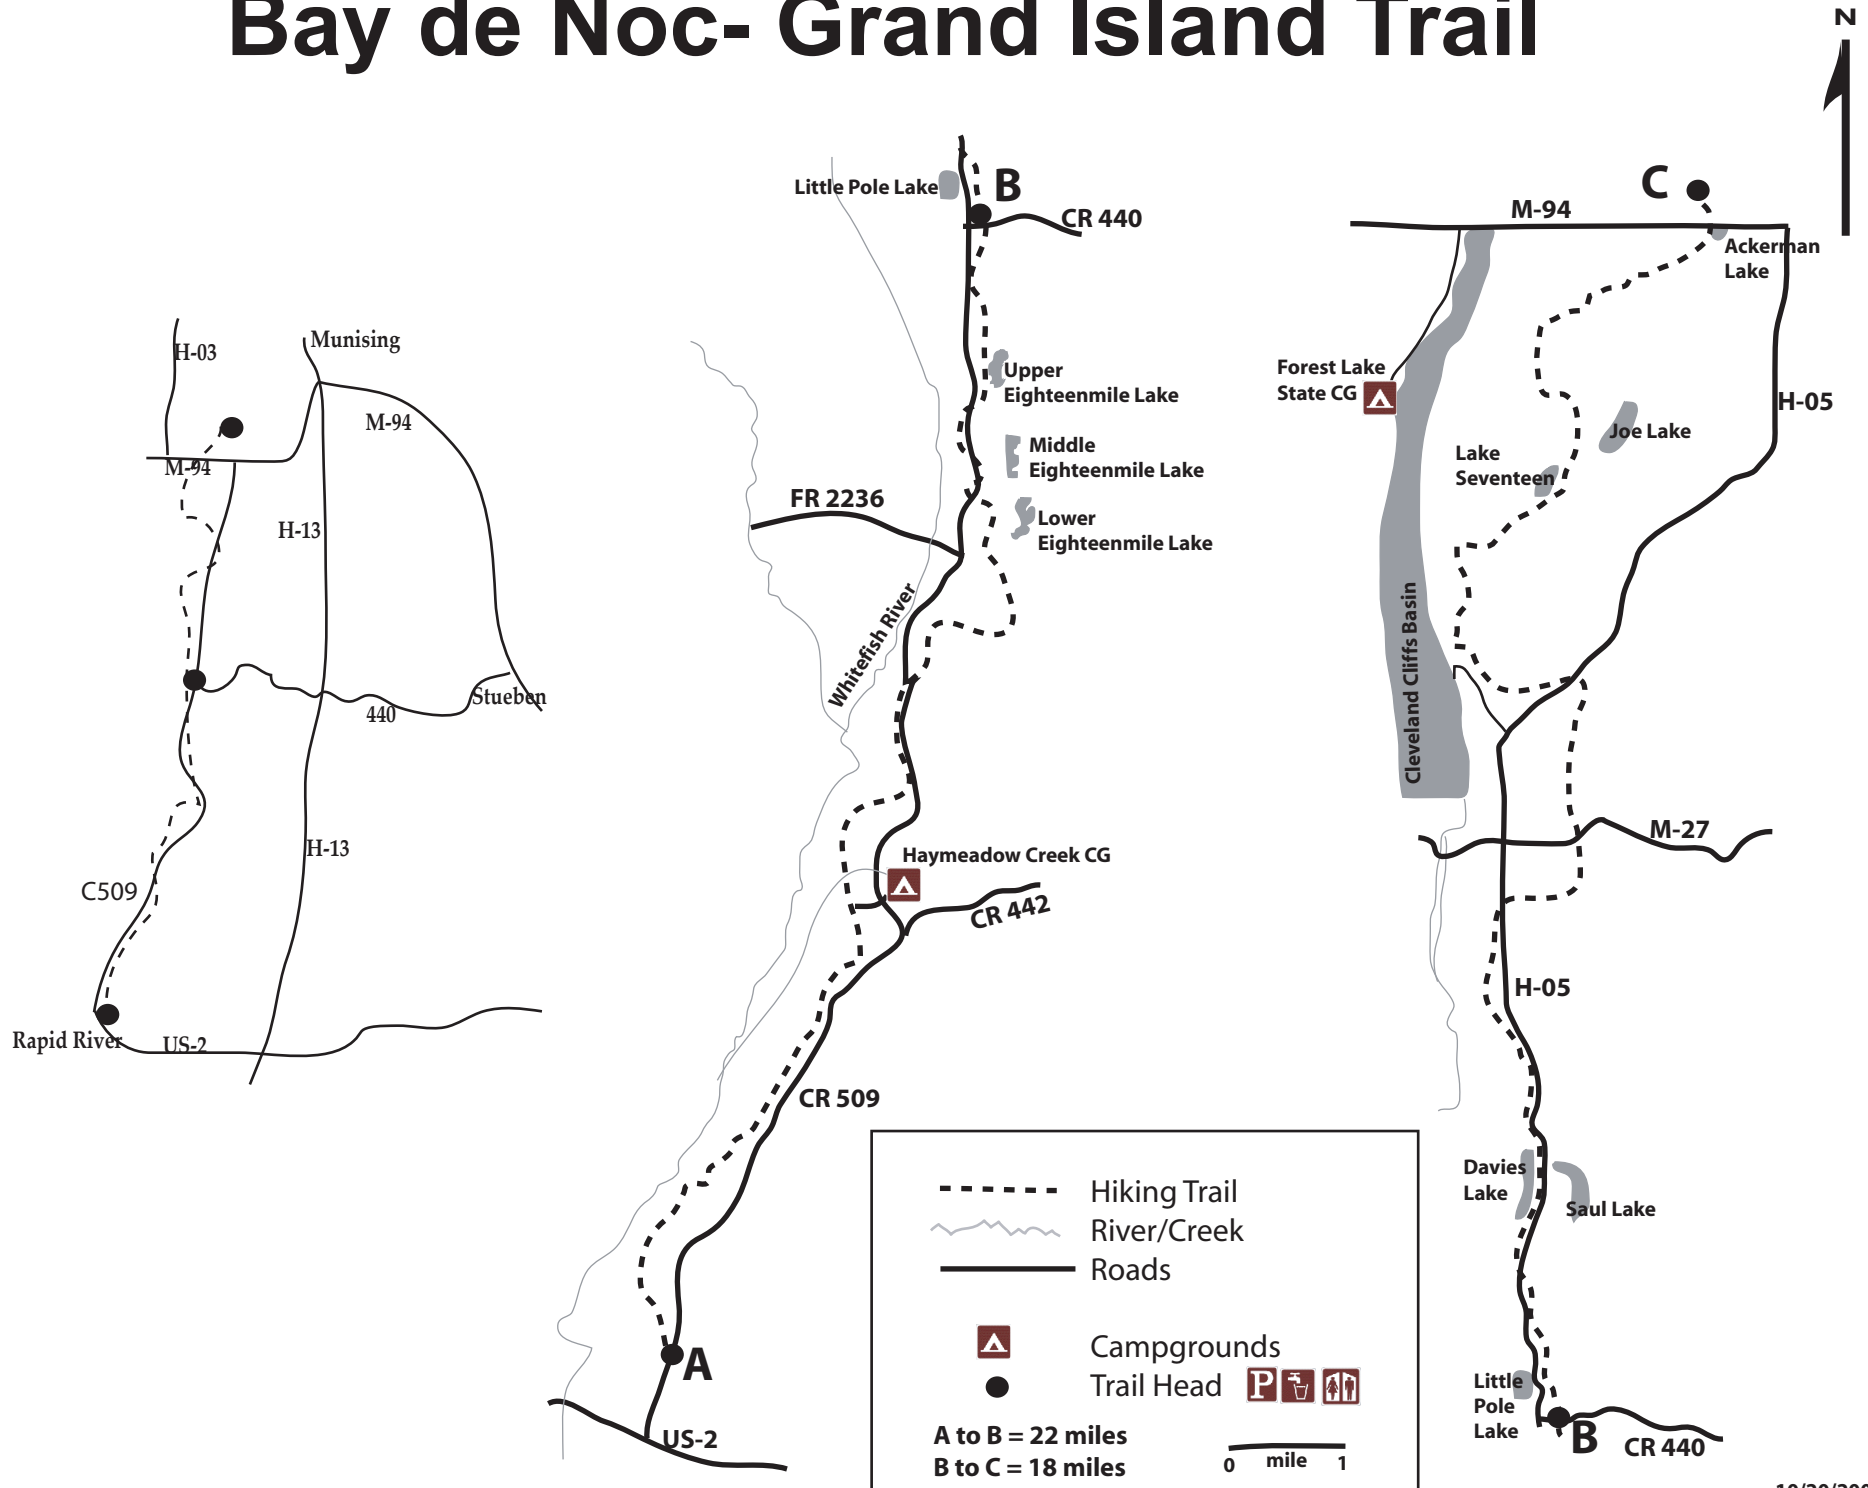 Bay de Noc- Grand Island Trail
N
H-03
Munising
M-94
M-94
H-13
Stueben
440
H-13
C509
Rapid River
US-2
Little Pole Lake
B
CR 440
Upper
Eighteenmile Lake
Middle
Eighteenmile Lake
FR 2236
Lower
Eighteenmile Lake
Whitefish River
Haymeadow Creek CG
CR 442
CR 509
A
US-2
C
M-94
Ackerman
Lake
Forest Lake
State CG
H-05
Joe Lake
Lake
Seventeen
Cleveland Cliffs Basin
M-27
H-05
Davies
Lake
Saul Lake
Little
Pole
Lake
B
CR 440
Hiking Trail
River/Creek
Roads
Campgrounds
Trail Head P
A to B = 22 miles
B to C = 18 miles
0 mile 1